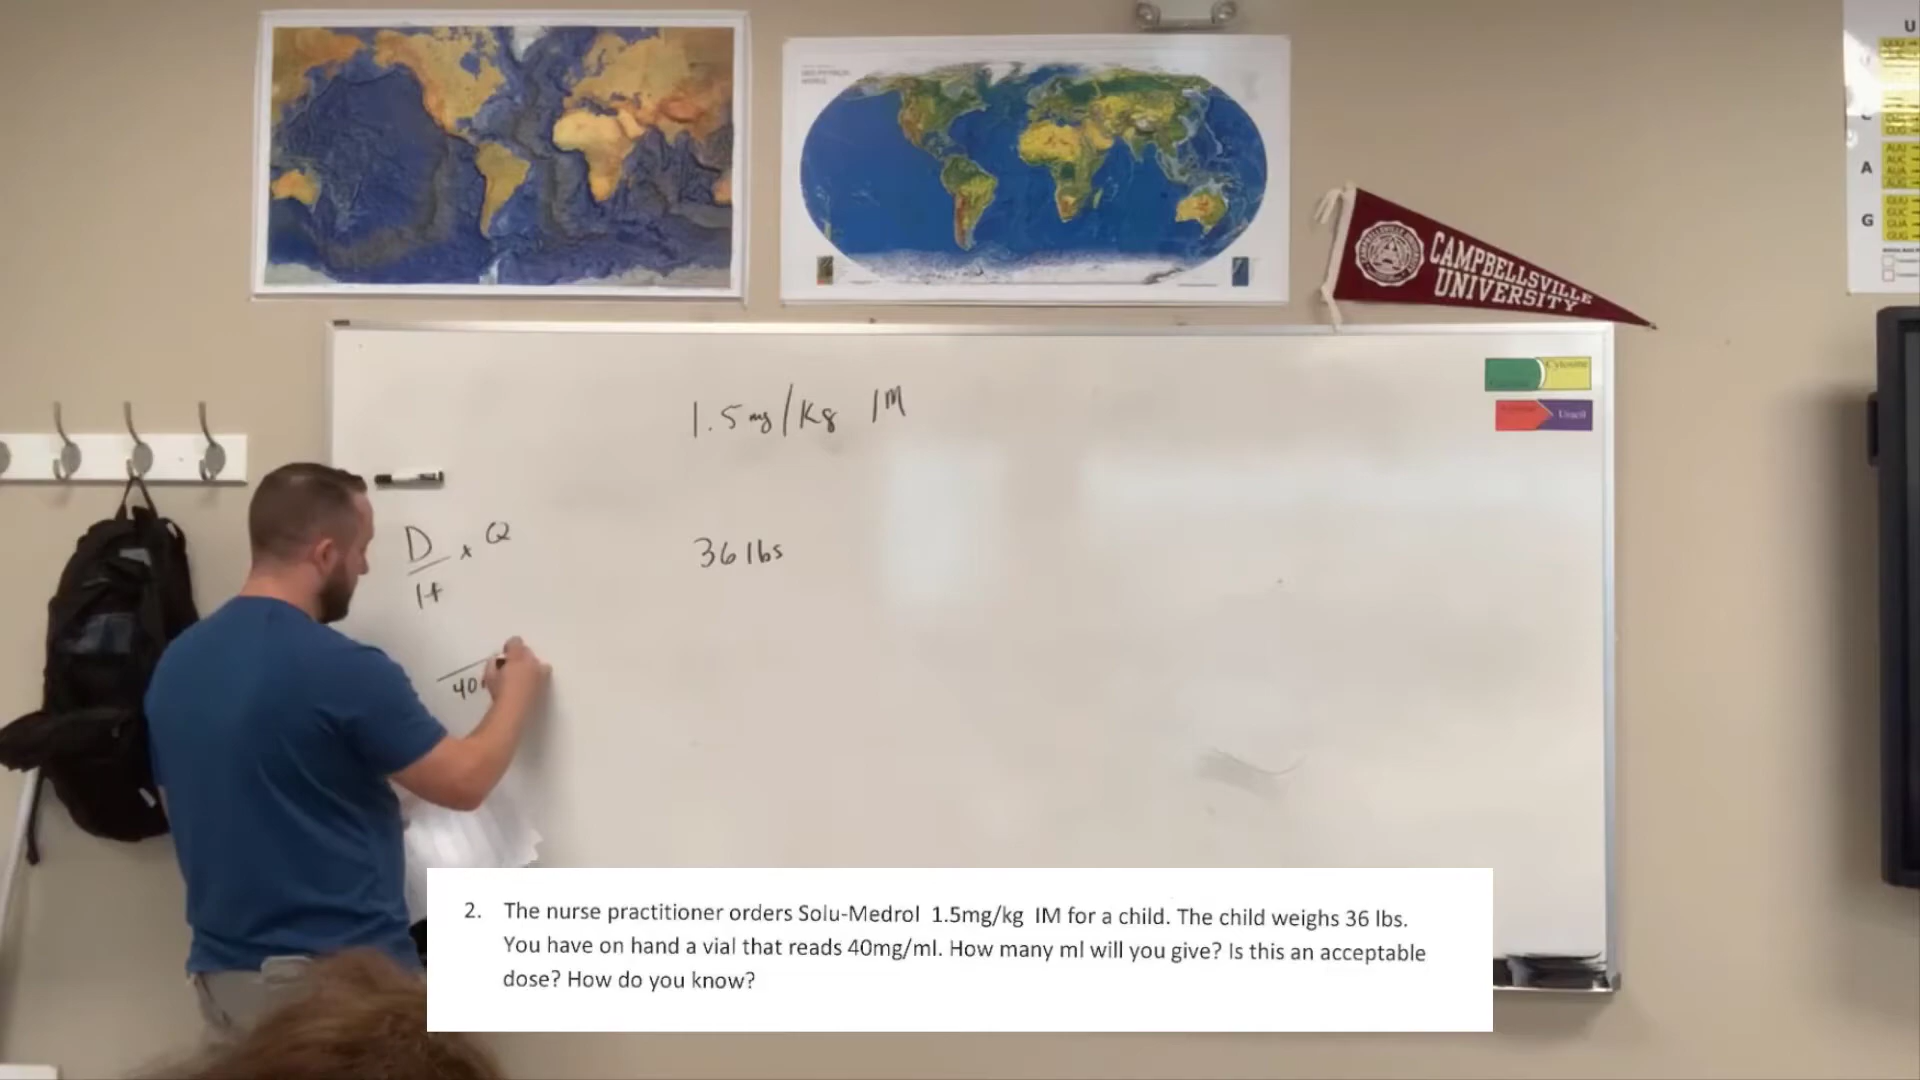 CAMPBELLSVILLE
UNIVERSITY
U
A
G
Uracil
1.5mg/kg IM
D
H
x Q
36 lbs
40
2. The nurse practitioner orders Solu-Medrol 1.5mg/kg IM for a child. The child weighs 36 lbs.
You have on hand a vial that reads 40mg/ml. How many ml will you give? Is this an acceptable
dose? How do you know?